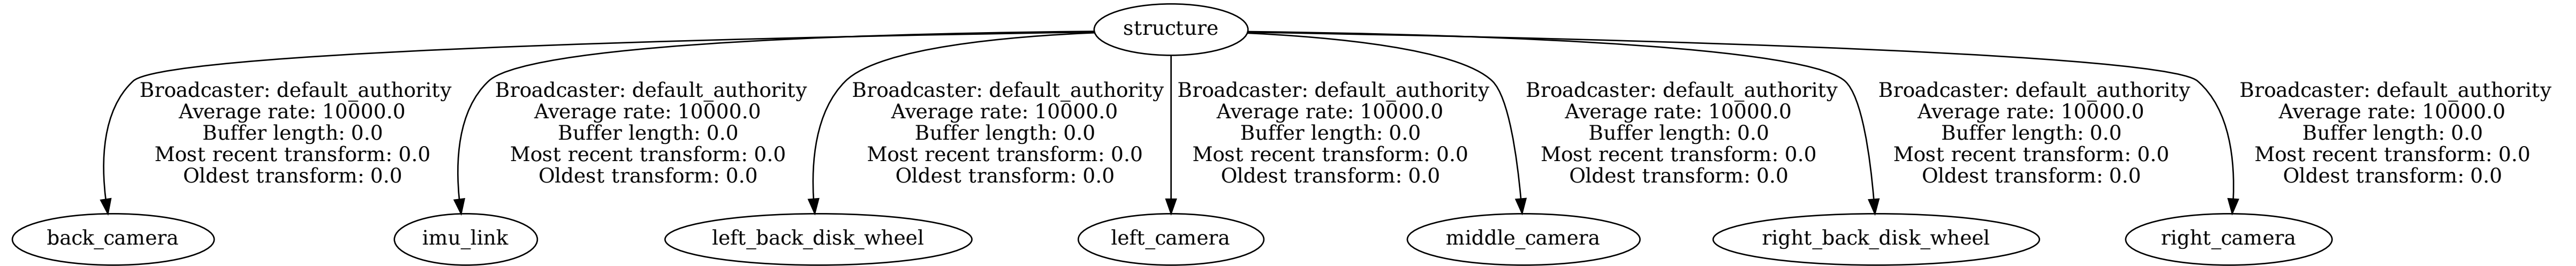 structure
Broadcaster: default_authority
Average rate: 10000.0
Buffer length: 0.0
Most recent transform: 0.0
Oldest transform: 0.0
Broadcaster: default_authority
Average rate: 10000.0
Buffer length: 0.0
Most recent transform: 0.0
Oldest transform: 0.0
Broadcaster: default_authority
Average rate: 10000.0
Buffer length: 0.0
Most recent transform: 0.0
Oldest transform: 0.0
Broadcaster: default_authority
Average rate: 10000.0
Buffer length: 0.0
Most recent transform: 0.0
Oldest transform: 0.0
Broadcaster: default_authority
Average rate: 10000.0
Buffer length: 0.0
Most recent transform: 0.0
Oldest transform: 0.0
Broadcaster: default_authority
Average rate: 10000.0
Buffer length: 0.0
Most recent transform: 0.0
Oldest transform: 0.0
Broadcaster: default_authority
Average rate: 10000.0
Buffer length: 0.0
Most recent transform: 0.0
Oldest transform: 0.0
back_camera
imu_link
left_back_disk_wheel
left_camera
middle_camera
right_back_disk_wheel
right_camera